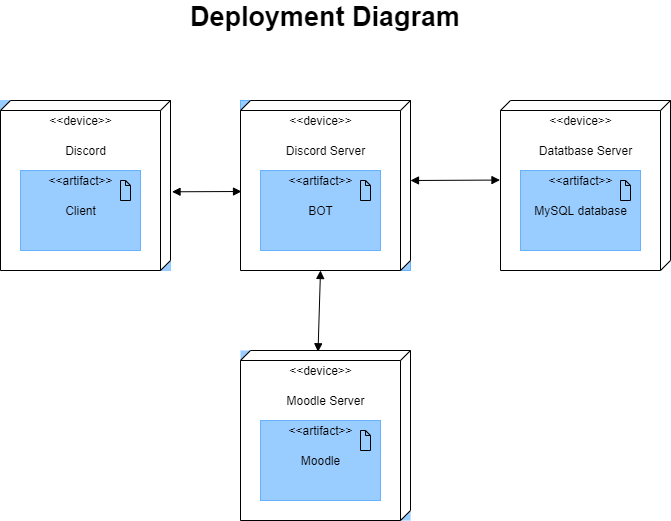 Deployment Diagram
<<device>>
Discord
<<artifact>>
Client
<<device>>
Discord Server
<<artifact>>
BOT
<<device>>
Datatbase Server
<<artifact>>
MySQL database
<<device>>
Moodle Server
<<artifact>>
Moodle